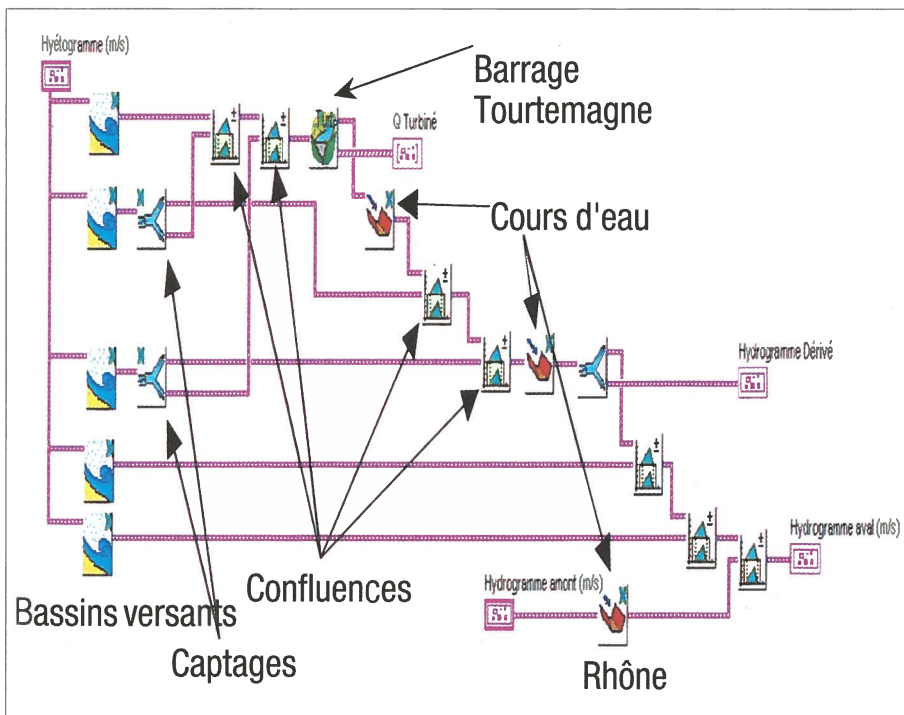 Hyétogramme (m/s)
Barrage
Tourtemagne
Q Turbiné
Cours d'eau
Hydrogramme Dérivé
Hydrogramme aval (m/s)
Hydrogramme amont (m/s)
Confluences
Bassins versants
Captages
Rhône